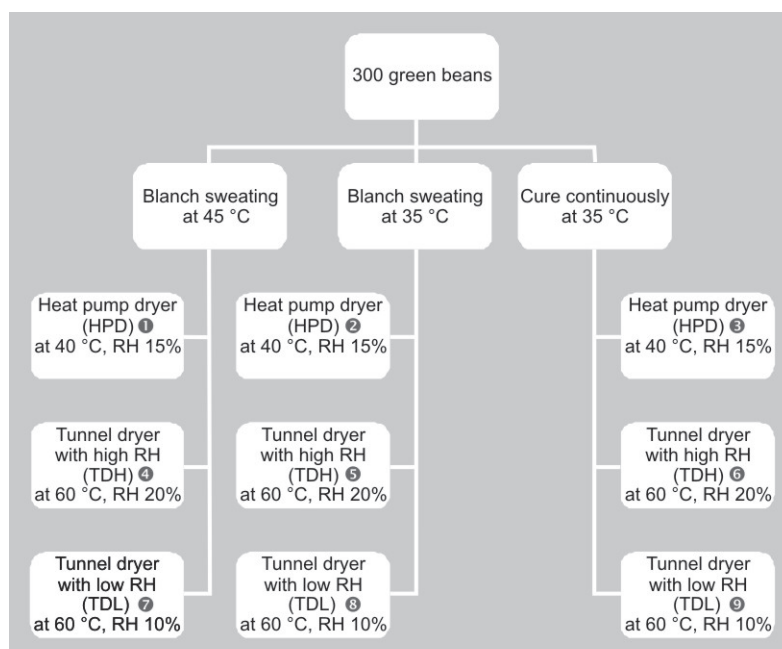 300 green beans
Blanch sweating
at 45 °C
Blanch sweating
at 35 °C
Cure continuously
at 35 °C
Heat pump dryer
(HPD) ❶
at 40 °C, RH 15%
Heat pump dryer
(HPD) ❷
at 40 °C, RH 15%
Heat pump dryer
(HPD) ❸
at 40 °C, RH 15%
Tunnel dryer
with high RH
(TDH) ❹
at 60 °C, RH 20%
Tunnel dryer
with high RH
(TDH) ❺
at 60 °C, RH 20%
Tunnel dryer
with high RH
(TDH) ❻
at 60 °C, RH 20%
Tunnel dryer
with low RH
(TDL) ❼
at 60 °C, RH 10%
Tunnel dryer
with low RH
(TDL) ❽
at 60 °C, RH 10%
Tunnel dryer
with low RH
(TDL) ❾
at 60 °C, RH 10%